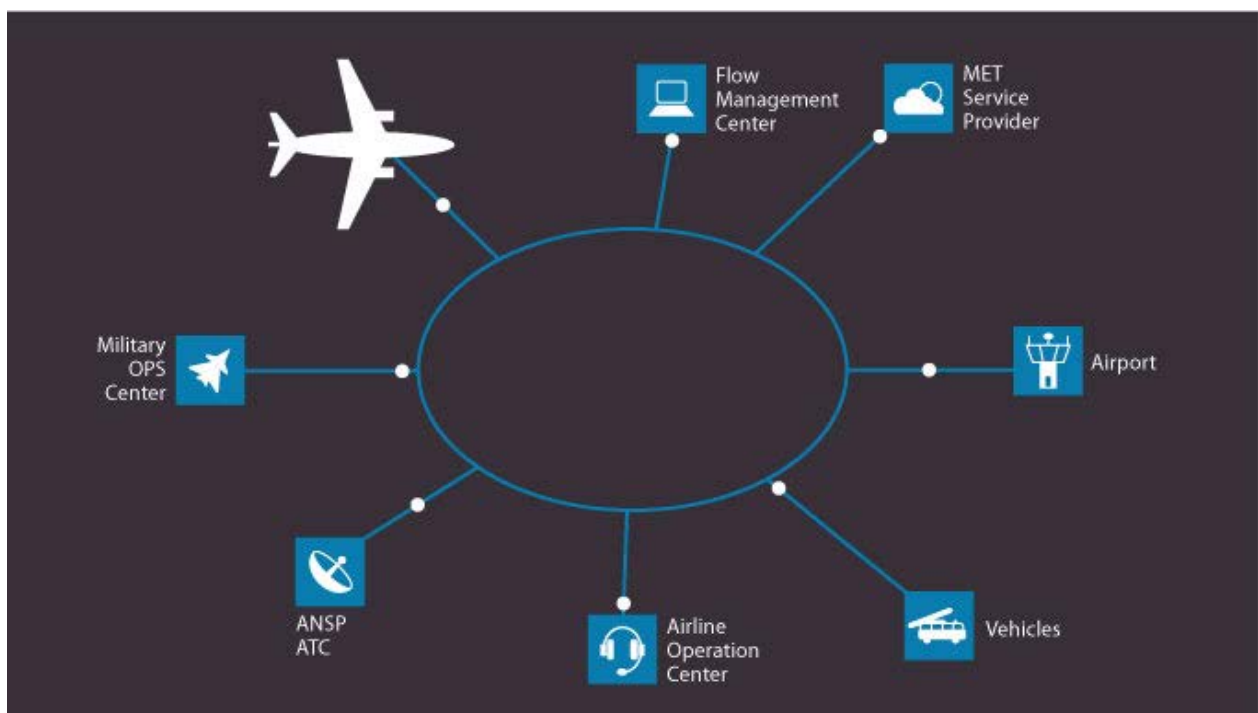 Flow
Management
Center
MET
Service
Provider
Military
OPS
Center
Airport
ANSP
ATC
Airline
Operation
Center
Vehicles